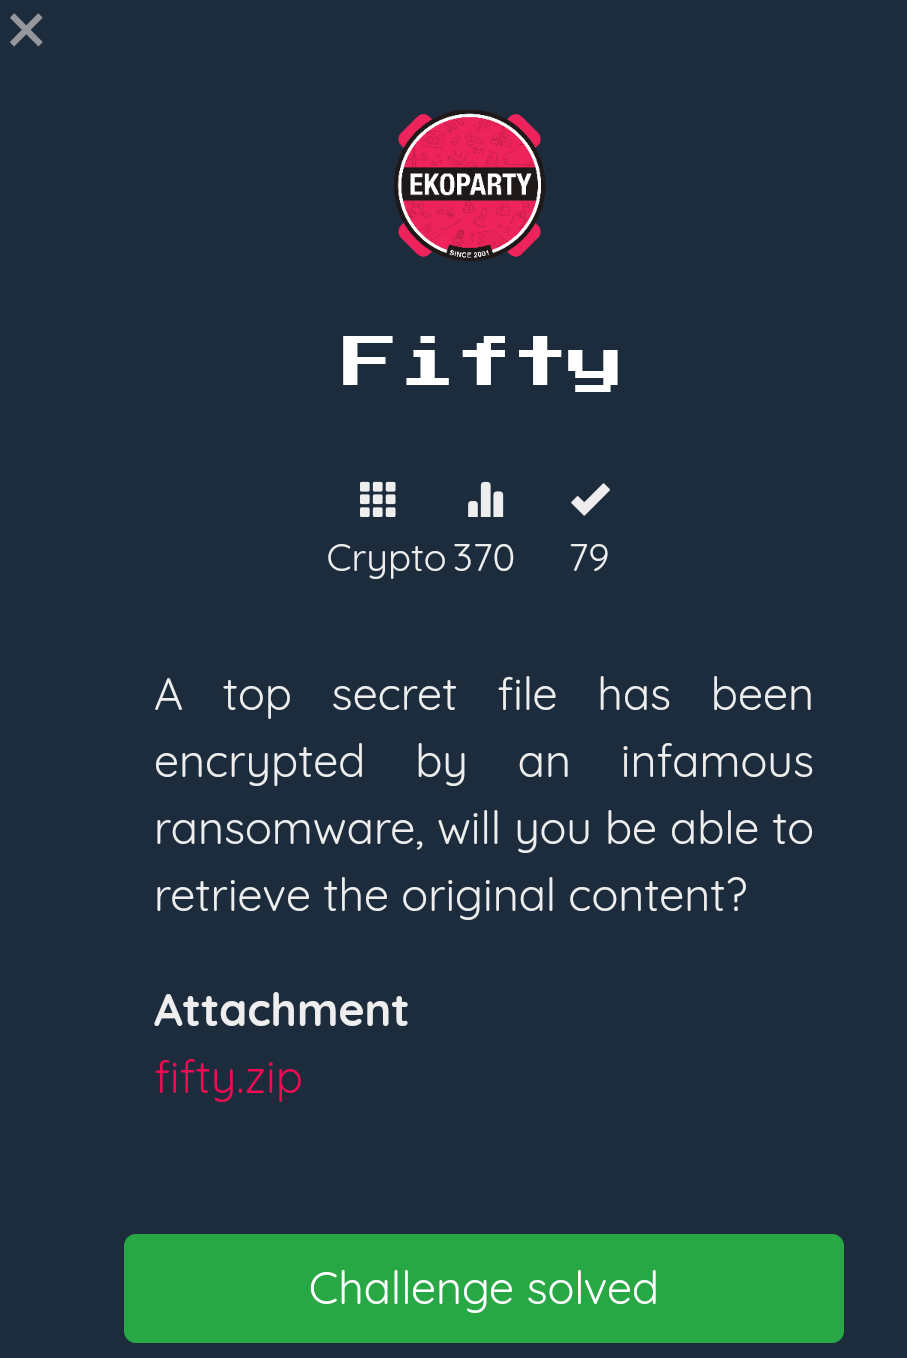 EKOPARTY
SINCE 2001
Fifty
Crypto 370 79
A top secret file has been
encrypted by an infamous
ransomware, will you be able to
retrieve the original content?
Attachment
fifty.zip
Challenge solved